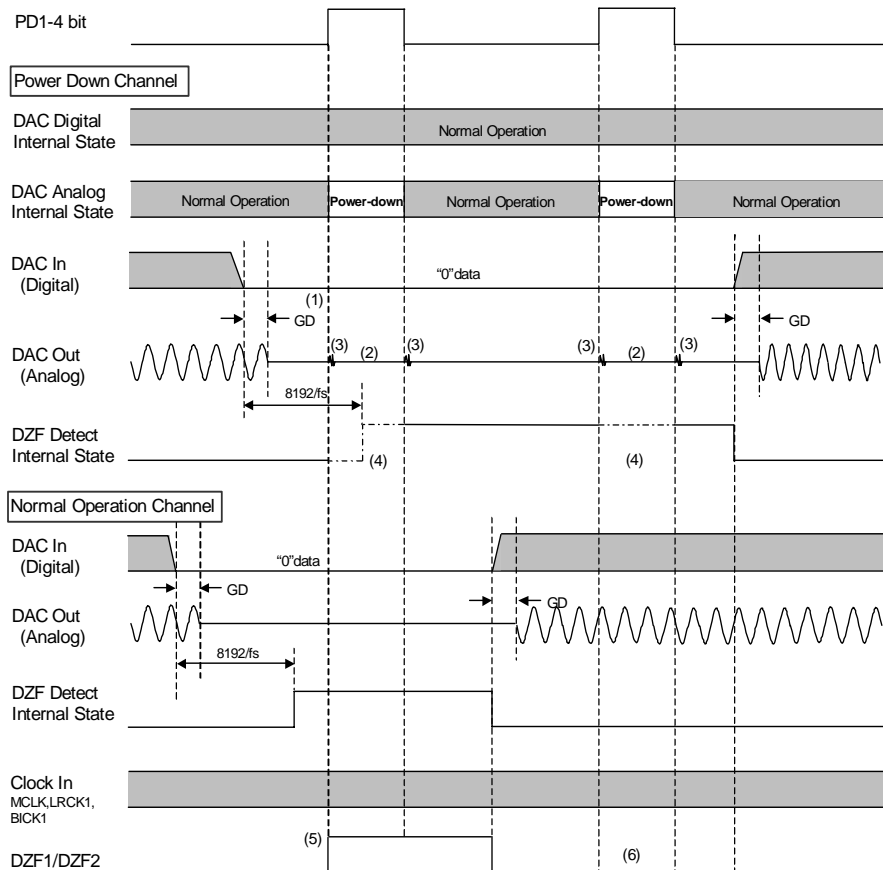 PD1-4 bit
Power Down Channel
DAC Digital
Internal State
Normal Operation
DAC Analog
Internal State
Normal Operation
Power-down
Normal Operation
Power-down
Normal Operation
DAC In
(Digital)
“0”data
(1)
GD
GD
DAC Out
(Analog)
(3)
(2)
(3)
(3)
(2)
(3)
8192/fs
DZF Detect
Internal State
(4)
(4)
Normal Operation Channel
DAC In
(Digital)
“0”data
GD
GD
DAC Out
(Analog)
8192/fs
DZF Detect
Internal State
Clock In
MCLK,LRCK1,
BICK1
(5)
(6)
DZF1/DZF2